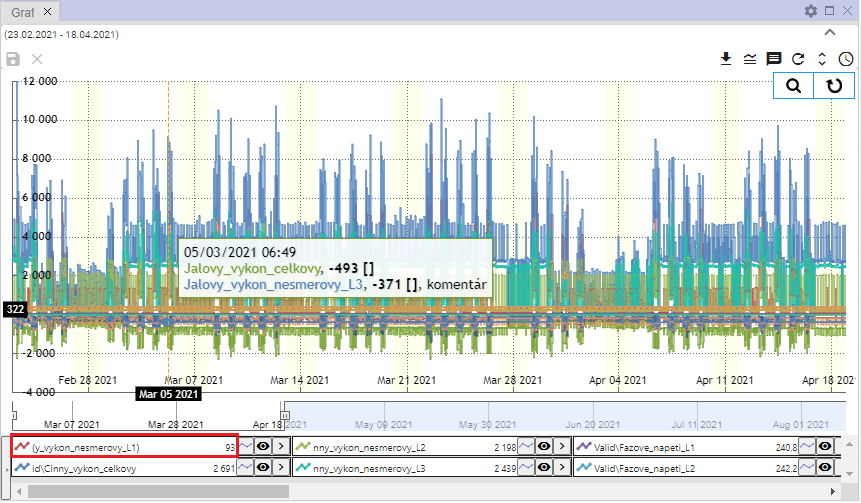 Graf
(23.02.2021 - 18.04.2021)
12 000
10 000
8 000
6 000
4 000
2 000
05/03/2021 06:49
Jalovy_vykon_celkovy, -493 []
Jalovy_vykon_nesmerovy_L3, -371 [], komentár
322
-2 000
-4 000
Feb 28 2021 Mar 07 2021 Mar 14 2021 Mar 21 2021 Mar 28 2021 Apr 04 2021 Apr 11 2021 Apr 18 2021
Mar 05 2021
Mar 07 2021 Mar 28 2021 Apr 18 2021 May 09 2021 May 30 2021 Jun 20 2021 Jul 11 2021 Aug 01 2021
(y_vykon_nesmerovy_L1) 93 nny_vykon_nesmerovy_L2 2 198 Valid\Fazove_napeti_L1 240,8
id\Cinny_vykon_celkovy 2 691 nny_vykon_nesmerovy_L3 2 439 Valid\Fazove_napeti_L2 242,2